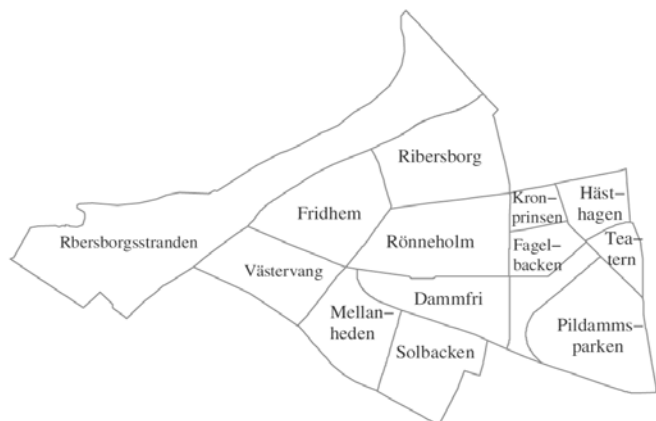 Ribersborg
Kron-
prinsen
Häst-
hagen
Fridhem
Rönneholm
Rbersborgsstranden
Fagel-
backen
Tea-
tern
Västervang
Dammfri
Mellan-
heden
Solbacken
Pildamms-
parken